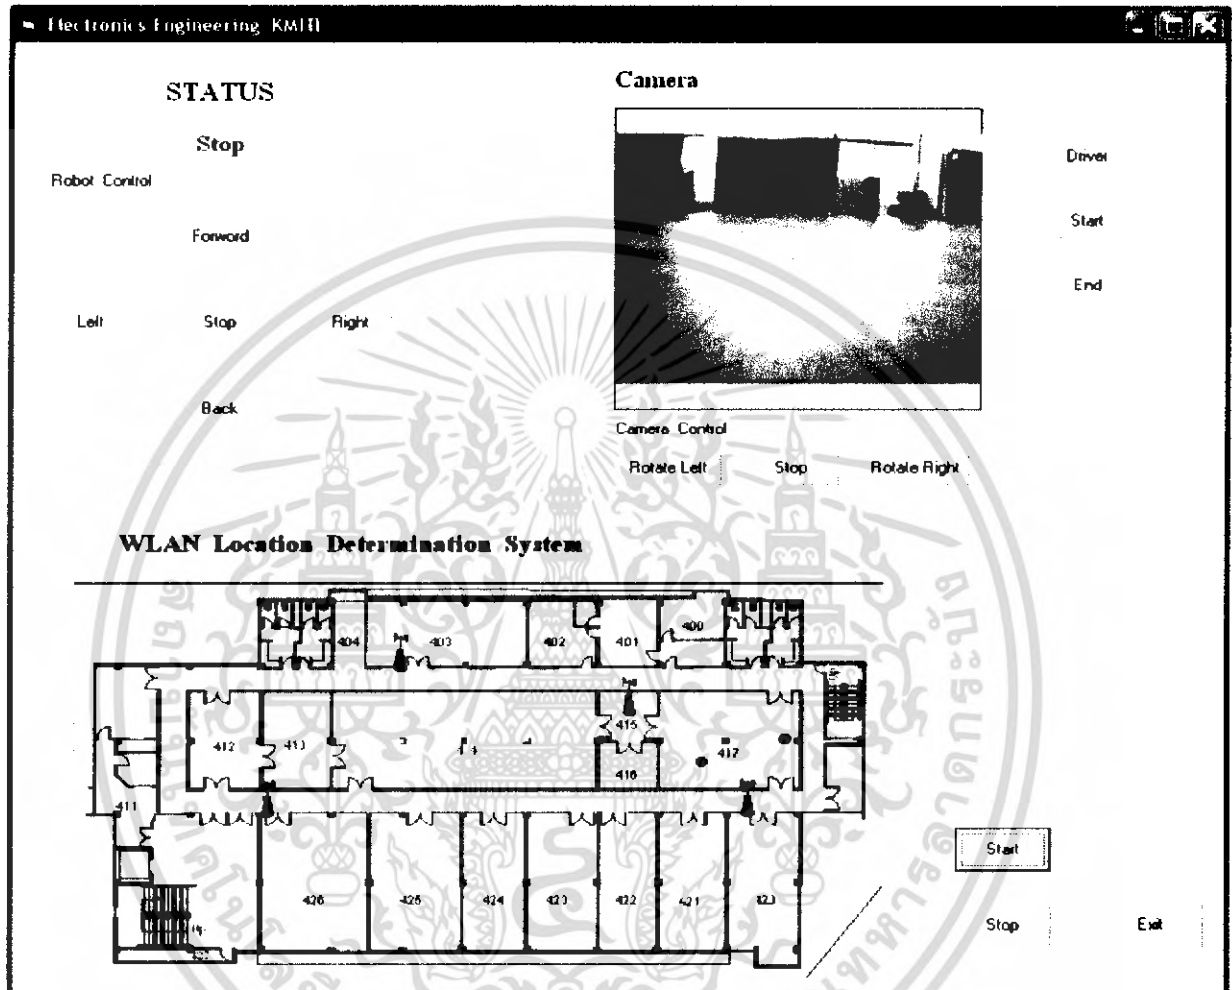 Electronics Engineering KMITL
STATUS
Stop
Robot Control
Forword
Left
Stop
Right
Back
Camera
Driver
Start
End
Camera Control
Rotate Left
Stop
Rotate Right
WLAN Location Determination System
404
403
402
401
400
412
413
415
416
417
411
426
425
424
423
422
421
Start
Stop
Exit